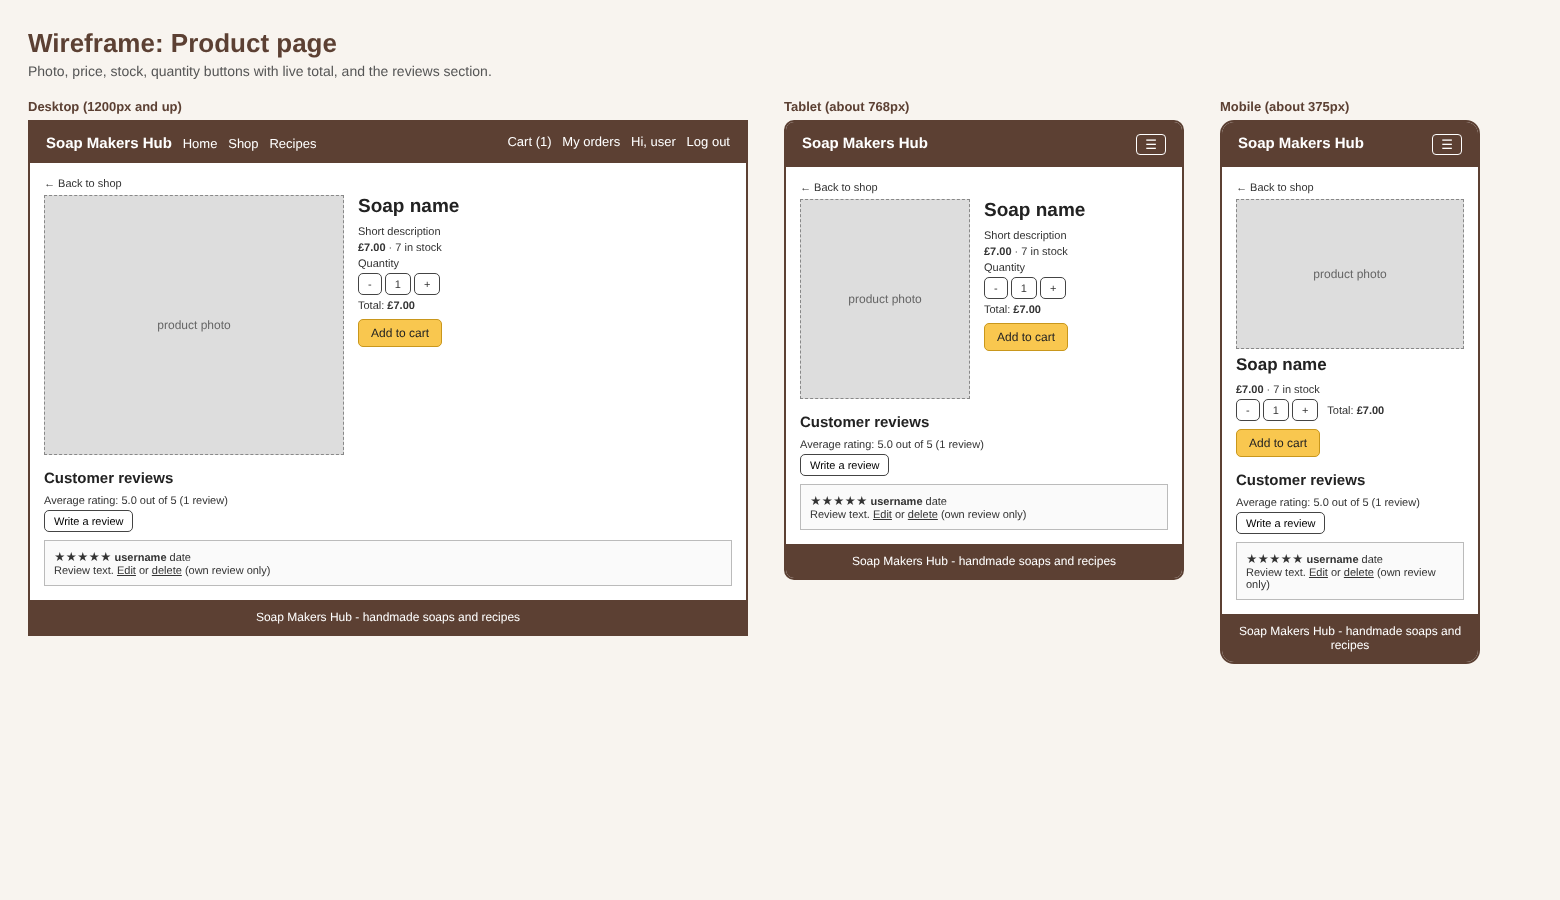 Wireframe: Product page
Photo, price, stock, quantity buttons with live total, and the reviews section.
Desktop (1200px and up)
Soap Makers Hub Home Shop Recipes Cart (1) My orders Hi, user Log out
← Back to shop
product photo
Soap name
Short description
£7.00 · 7 in stock
Quantity
- 1 +
Total: £7.00
Add to cart
Customer reviews
Average rating: 5.0 out of 5 (1 review)
Write a review
★★★★★ username date
Review text. Edit or delete (own review only)
Soap Makers Hub - handmade soaps and recipes
Tablet (about 768px)
Soap Makers Hub ☰
← Back to shop
product photo
Soap name
Short description
£7.00 · 7 in stock
Quantity
- 1 +
Total: £7.00
Add to cart
Customer reviews
Average rating: 5.0 out of 5 (1 review)
Write a review
★★★★★ username date
Review text. Edit or delete (own review only)
Soap Makers Hub - handmade soaps and recipes
Mobile (about 375px)
Soap Makers Hub ☰
← Back to shop
product photo
Soap name
£7.00 · 7 in stock
- 1 + Total: £7.00
Add to cart
Customer reviews
Average rating: 5.0 out of 5 (1 review)
Write a review
★★★★★ username date
Review text. Edit or delete (own review
only)
Soap Makers Hub - handmade soaps and
recipes